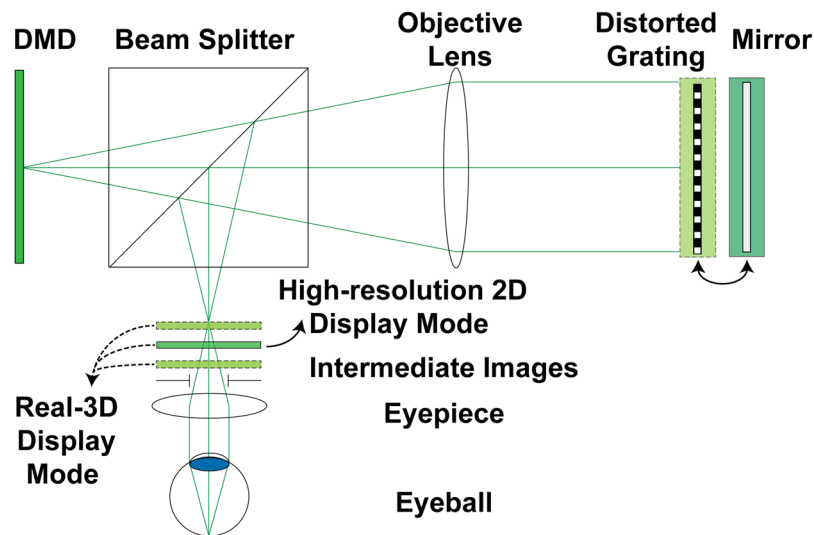 DMD
Beam Splitter
Objective
Lens
Distorted
Grating
Mirror
High-resolution 2D
Display Mode
Intermediate Images
Eyepiece
Real-3D
Display
Mode
Eyeball